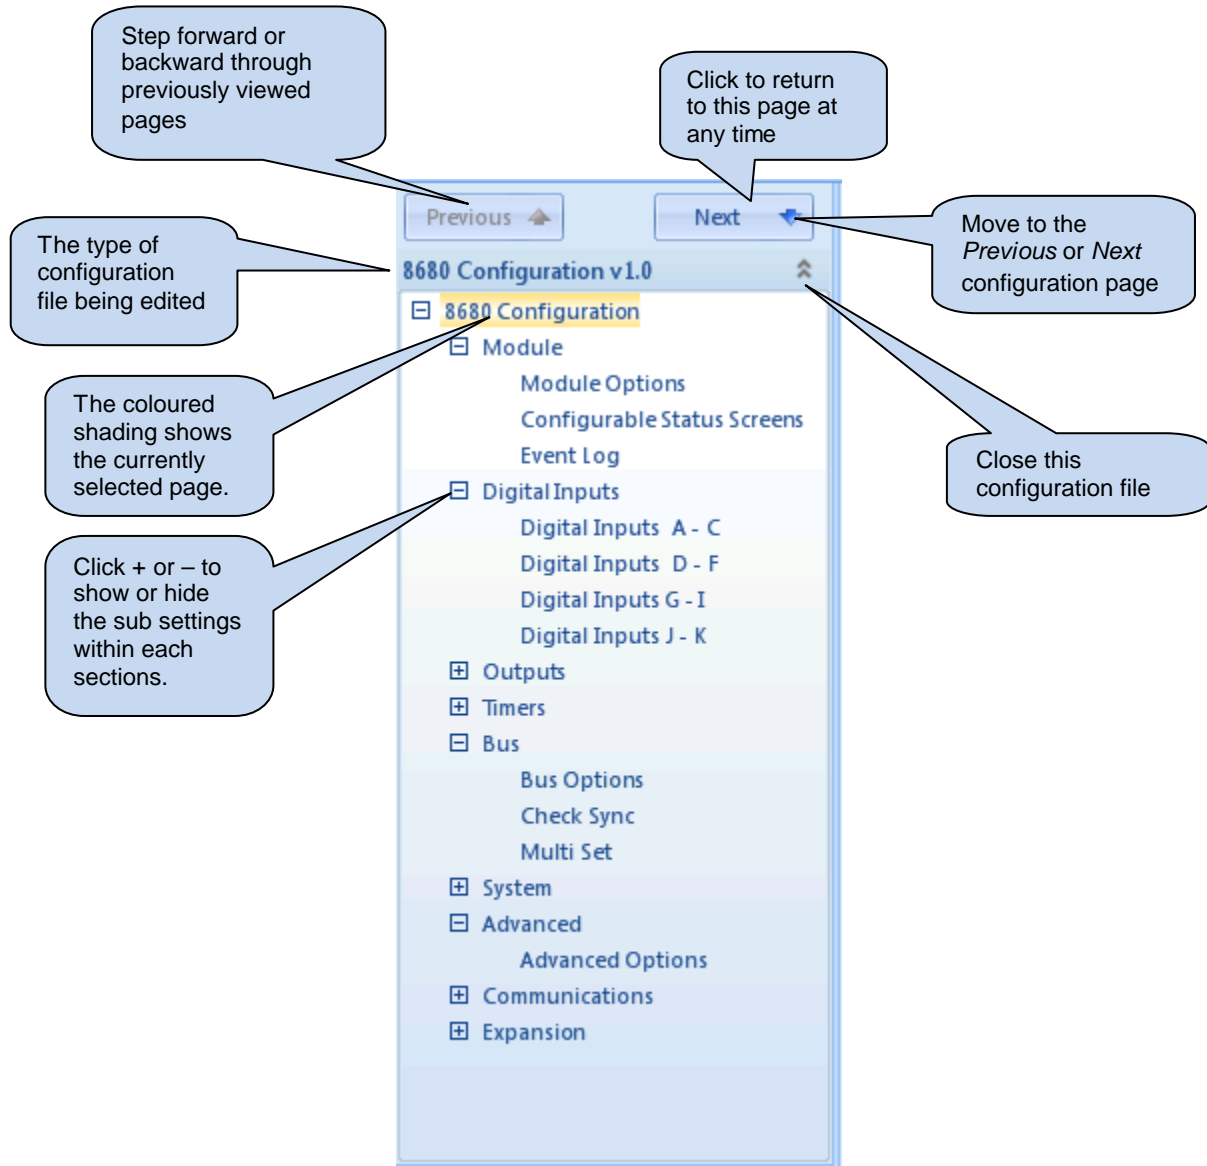 Step forward or
backward through
previously viewed
pages
Click to return
to this page at
any time
Previous
Next
Move to the
Previous or Next
configuration page
The type of
configuration
file being edited
8680 Configuration v1.0
8680 Configuration
Module
Module Options
Configurable Status Screens
Event Log
The coloured
shading shows
the currently
selected page.
Close this
configuration file
Digital Inputs
Digital Inputs A - C
Digital Inputs D - F
Digital Inputs G - I
Digital Inputs J - K
Click + or – to
show or hide
the sub settings
within each
sections.
Outputs
Timers
Bus
Bus Options
Check Sync
Multi Set
System
Advanced
Advanced Options
Communications
Expansion